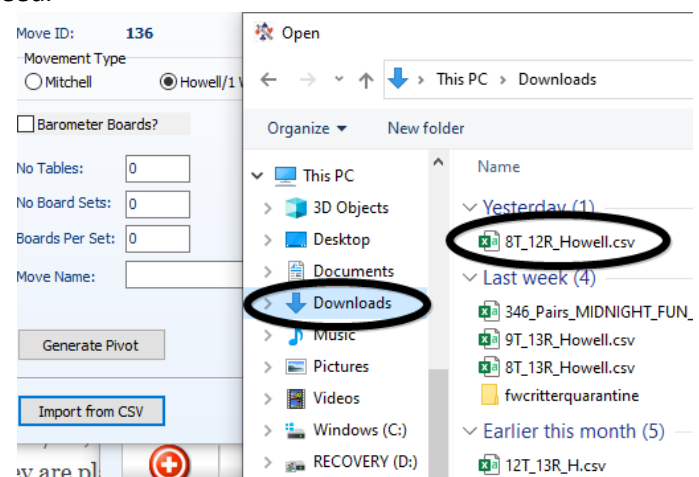 Move ID: 136
Movement Type
Mitchell
Howell/1
Barometer Boards?
No Tables: 0
No Board Sets: 0
Boards Per Set: 0
Move Name:
Generate Pivot
Import from CSV
ey are pl
Open
This PC > Downloads
Organize
New folder
This PC
3D Objects
Desktop
Documents
Downloads
Music
Pictures
Videos
Windows (C:)
RECOVERY (D:)
Name
Yesterday (1)
8T_12R_Howell.csv
Last week (4)
346_Pairs_MIDNIGHT_FUN_
9T_13R_Howell.csv
8T_13R_Howell.csv
fwcritterquarantine
Earlier this month (5)
12T_13R_H.csv